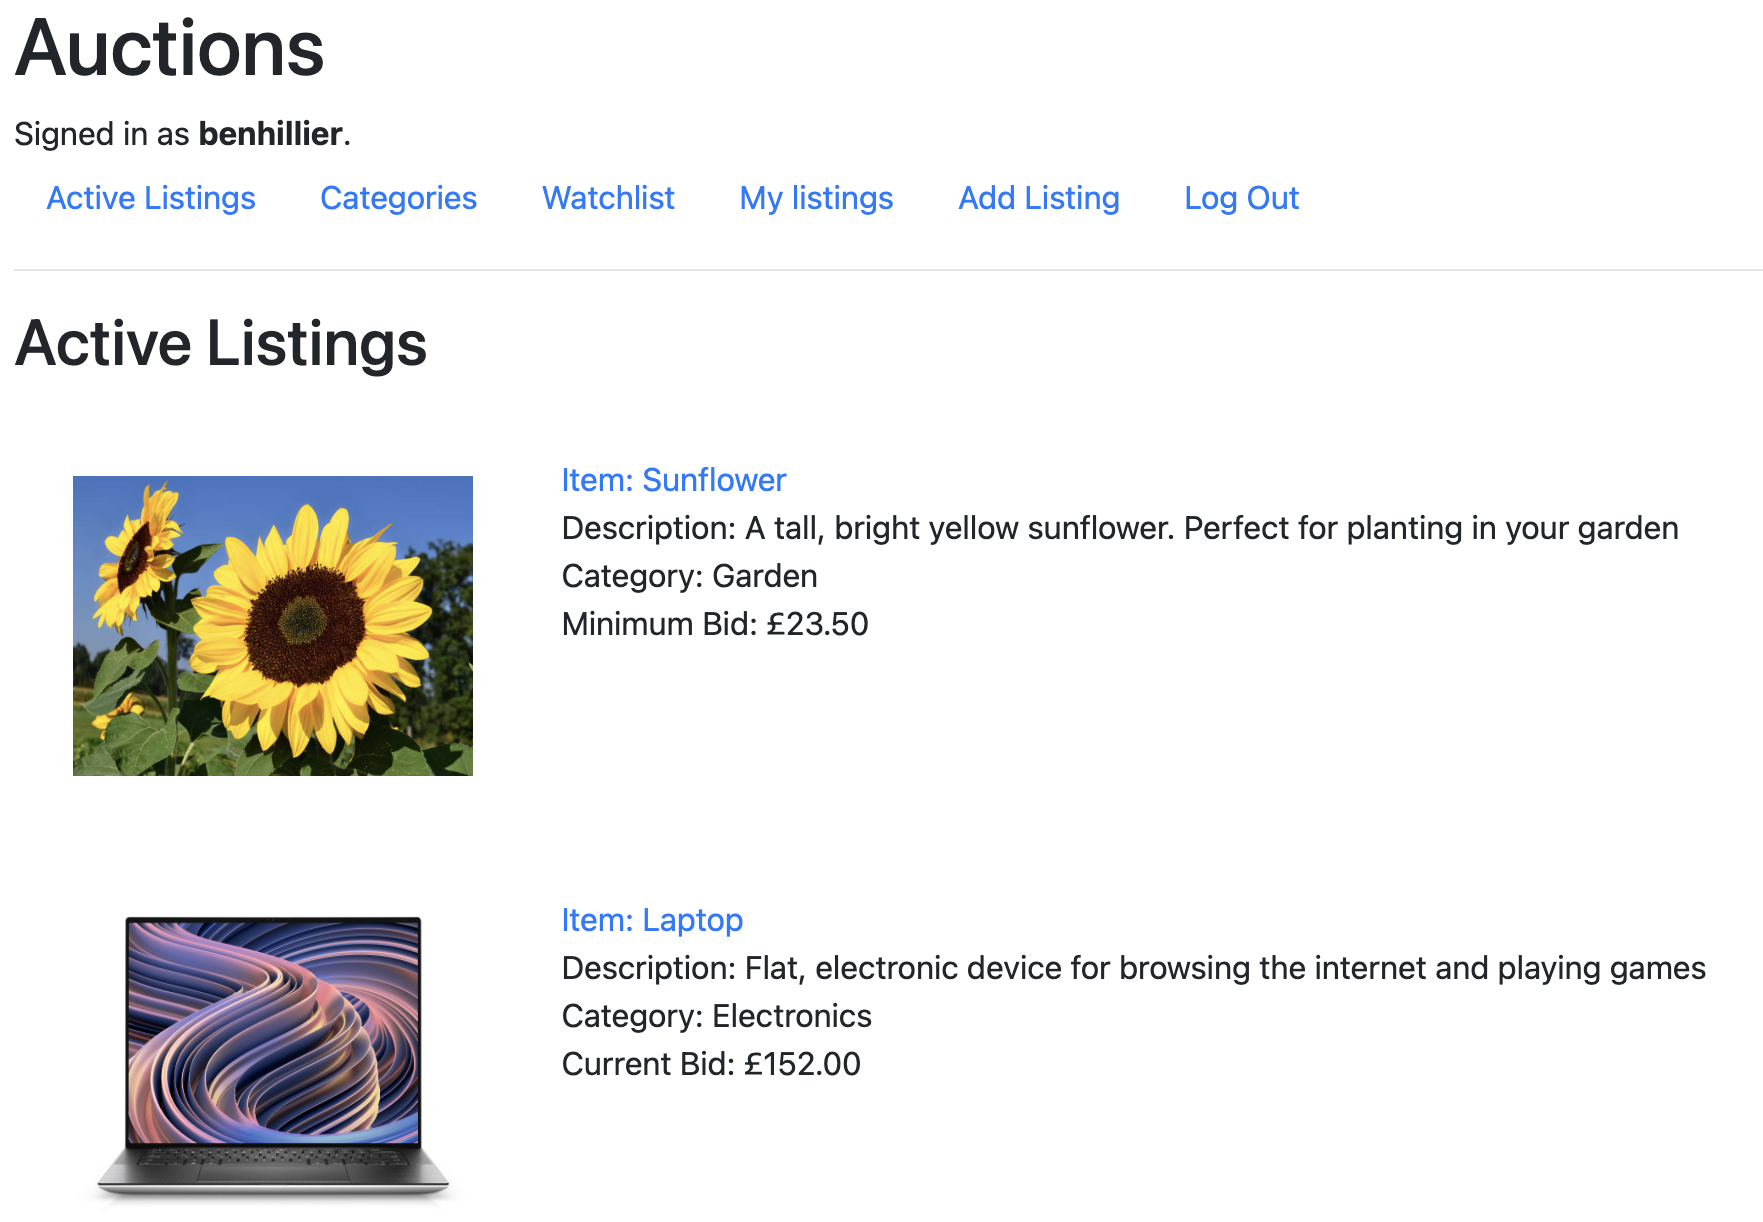 Auctions
Signed in as benhillier.
Active Listings Categories Watchlist My listings Add Listing Log Out
Active Listings
Item: Sunflower
Description: A tall, bright yellow sunflower. Perfect for planting in your garden
Category: Garden
Minimum Bid: £23.50
Item: Laptop
Description: Flat, electronic device for browsing the internet and playing games
Category: Electronics
Current Bid: £152.00